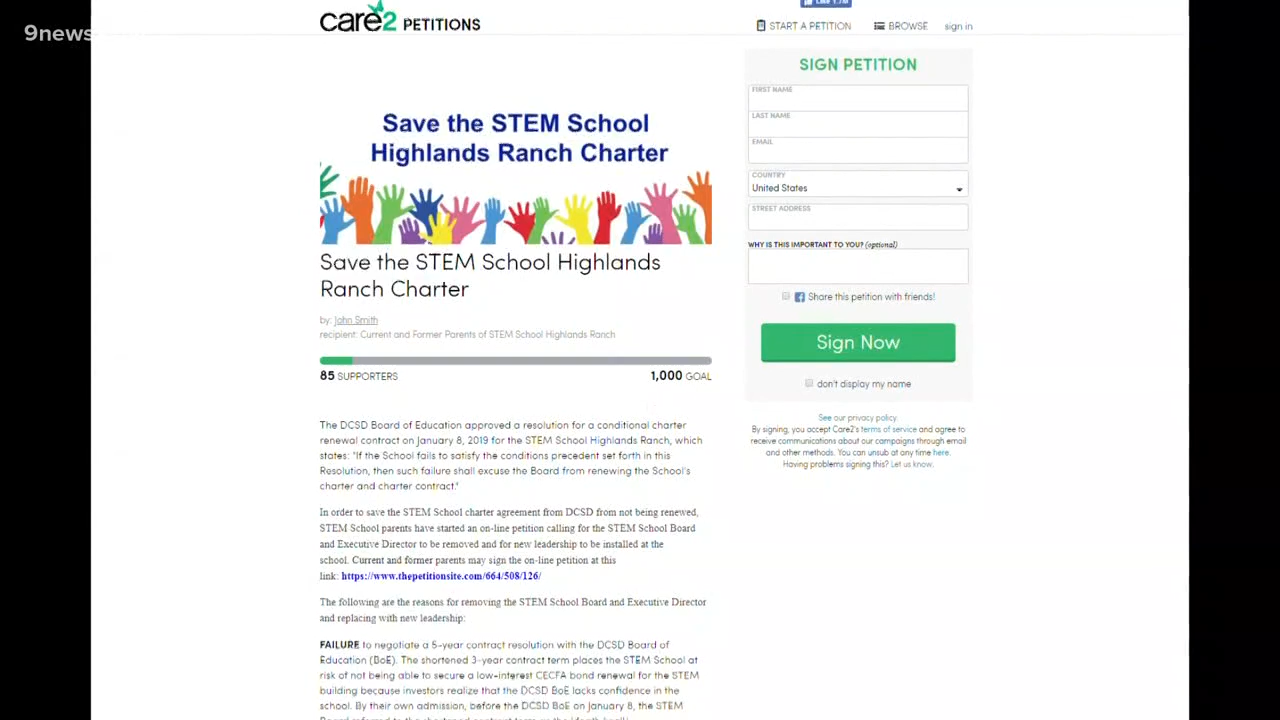 9news
care2 PETITIONS
START A PETITION
BROWSE
sign in
Save the STEM School
Highlands Ranch Charter
Save the STEM School Highlands
Ranch Charter
by: John Smith
recipient: Current and Former Parents of STEM School Highlands Ranch
85 SUPPORTERS
1,000 GOAL
The DCSD Board of Education approved a resolution for a conditional charter
renewal contract on January 8, 2019 for the STEM School Highlands Ranch, which
states: "If the School fails to satisfy the conditions precedent set forth in this
Resolution, then such failure shall excuse the Board from renewing the School's
charter and charter contract."
In order to save the STEM School charter agreement from DCSD from not being renewed,
STEM School parents have started an on-line petition calling for the STEM School Board
and Executive Director to be removed and for new leadership to be installed at the
school. Current and former parents may sign the on-line petition at this
link: https://www.thepetitionsite.com/664/508/126/
The following are the reasons for removing the STEM School Board and Executive Director
and replacing with new leadership:
FAILURE to negotiate a 5-year contract resolution with the DCSD Board of
Education (BoE). The shortened 3-year contract term places the STEM School at
risk of not being able to secure a low-interest CECFA bond renewal for the STEM
building because investors realize that the DCSD BoE lacks confidence in the
school. By their own admission, before the DCSD BoE on January 8, the STEM
SIGN PETITION
FIRST NAME
LAST NAME
EMAIL
COUNTRY
United States
STREET ADDRESS
WHY IS THIS IMPORTANT TO YOU? (optional)
Share this petition with friends!
Sign Now
don't display my name
See our privacy policy.
By signing, you accept Care2's terms of service and agree to
receive communications about our campaigns through email
and other methods. You can unsub at any time here.
Having problems signing this? Let us know.